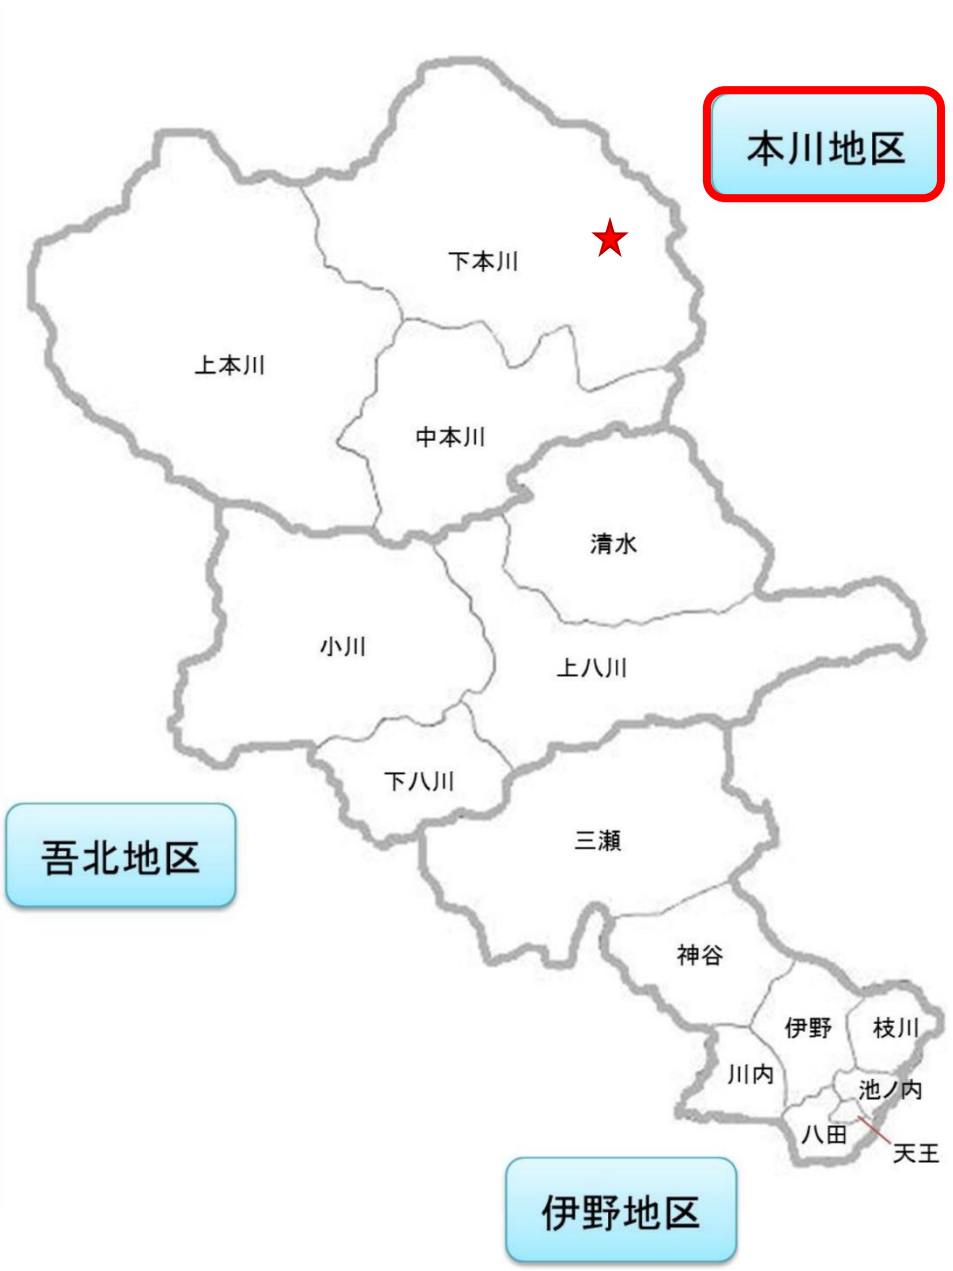 本川地区
下本川
上本川
中本川
清水
小川
上八川
下八川
吾北地区
三瀬
神谷
伊野
枝川
川内
池ノ内
八田
天王
伊野地区